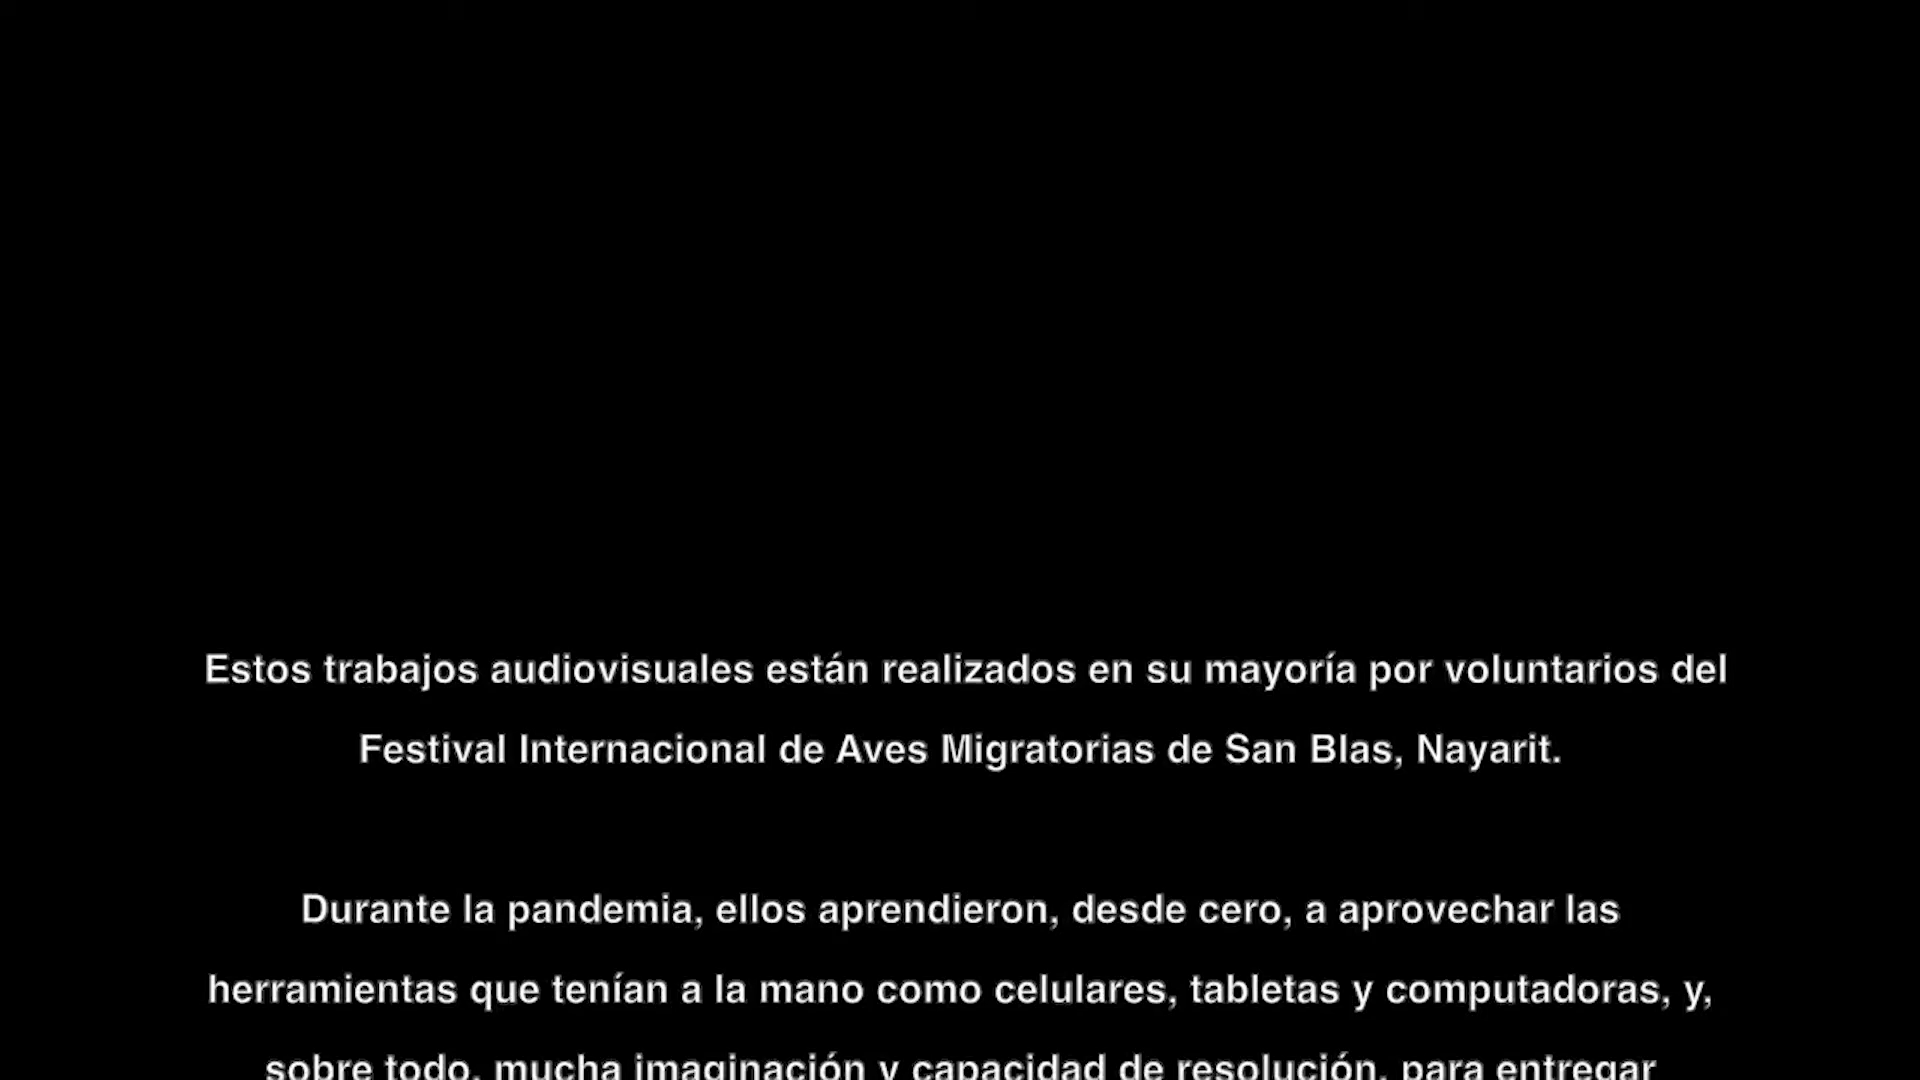 Estos trabajos audiovisuales están realizados en su mayoría por voluntarios del
Festival Internacional de Aves Migratorias de San Blas, Nayarit.
Durante la pandemia, ellos aprendieron, desde cero, a aprovechar las
herramientas que tenían a la mano como celulares, tabletas y computadoras, y,
sobre todo, mucha imaginación y capacidad de resolución, para entregar